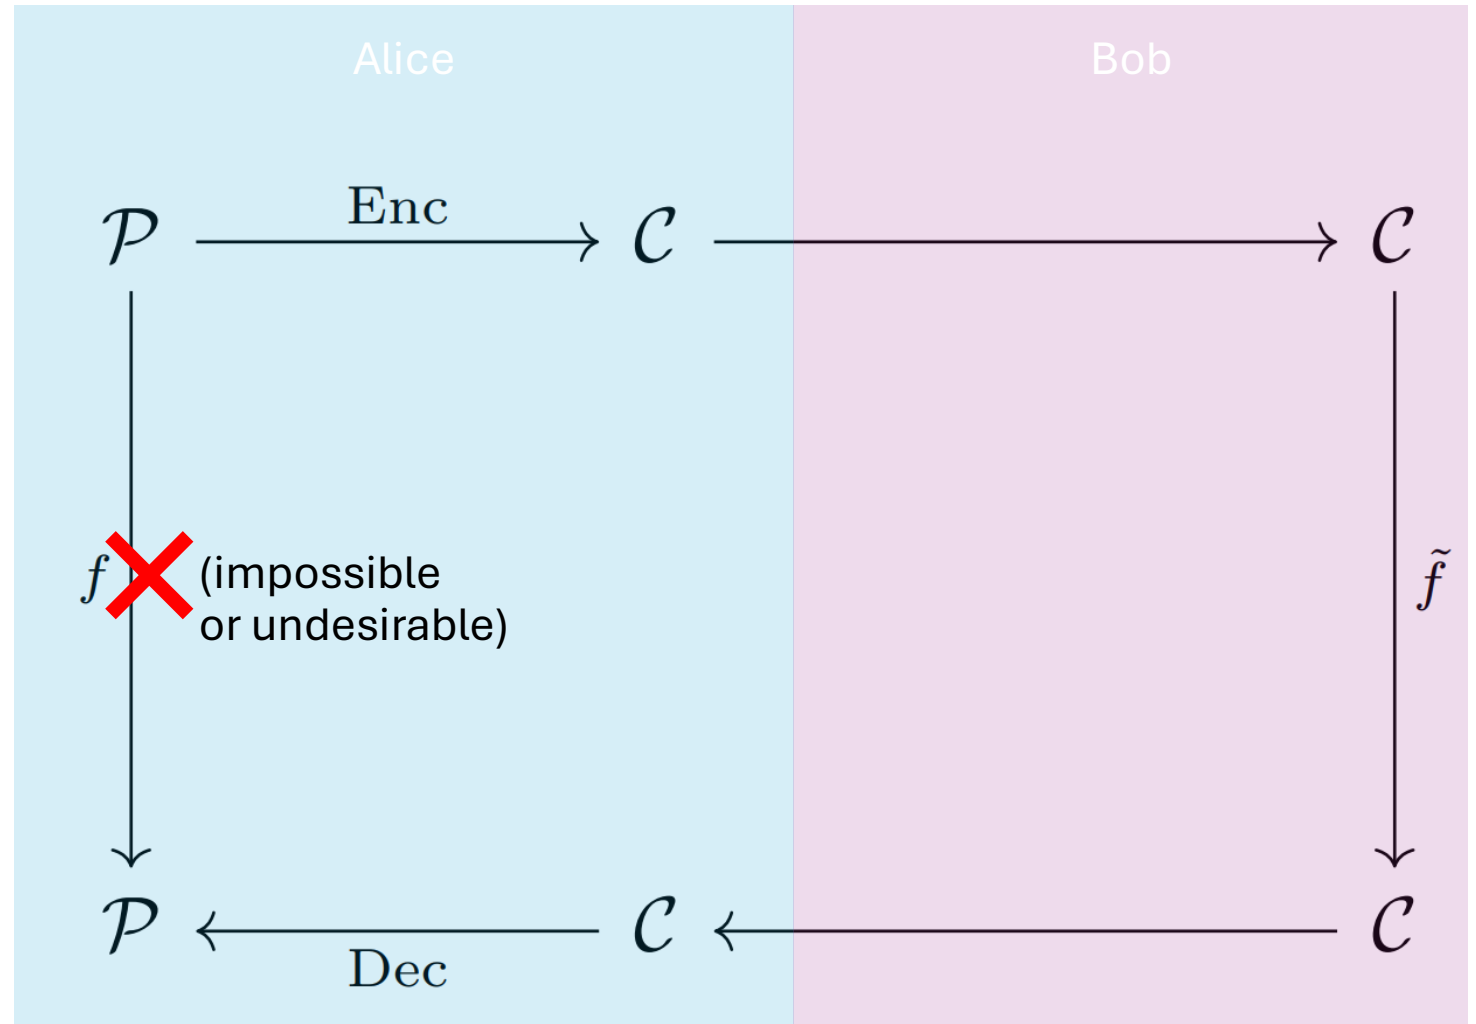 Alice Bob
Enc
𝒫 𝒞 𝒞
f (impossible
or undesirable) f̃
𝒫 𝒞 𝒞
Dec